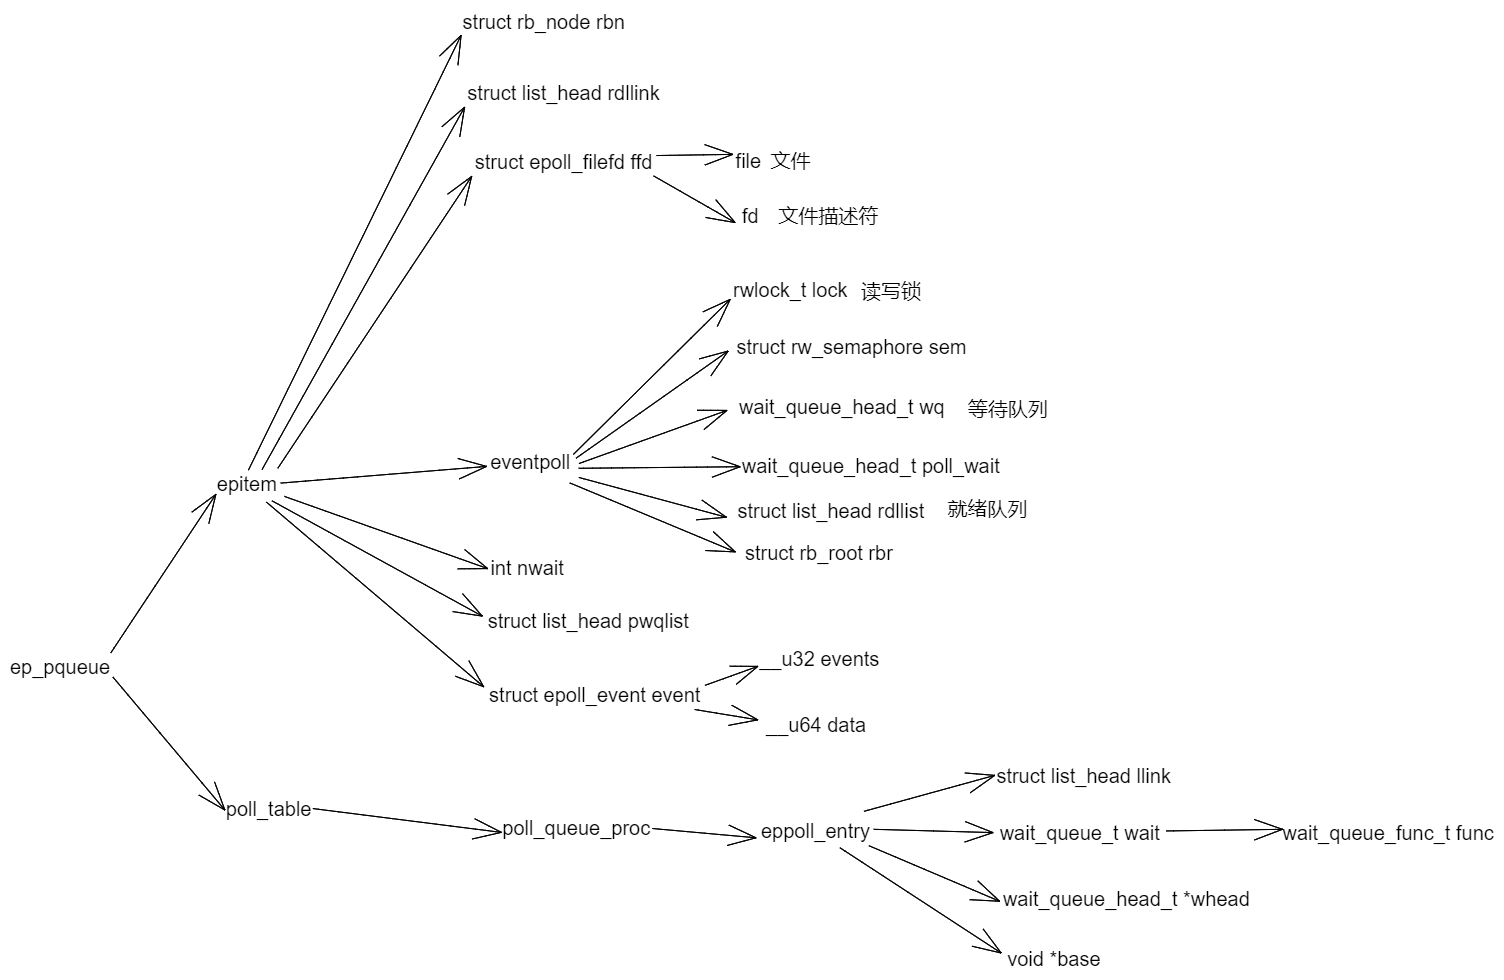 struct rb_node rbn
struct list_head rdllink
struct epoll_filefd ffd
file 文件
fd 文件描述符
rwlock_t lock 读写锁
struct rw_semaphore sem
wait_queue_head_t wq 等待队列
eventpoll
wait_queue_head_t poll_wait
epitem
struct list_head rdllist 就绪队列
struct rb_root rbr
int nwait
struct list_head pwqlist
ep_pqueue
__u32 events
struct epoll_event event
__u64 data
struct list_head llink
poll_table
poll_queue_proc
eppoll_entry
wait_queue_t wait
wait_queue_func_t func
wait_queue_head_t *whead
void *base